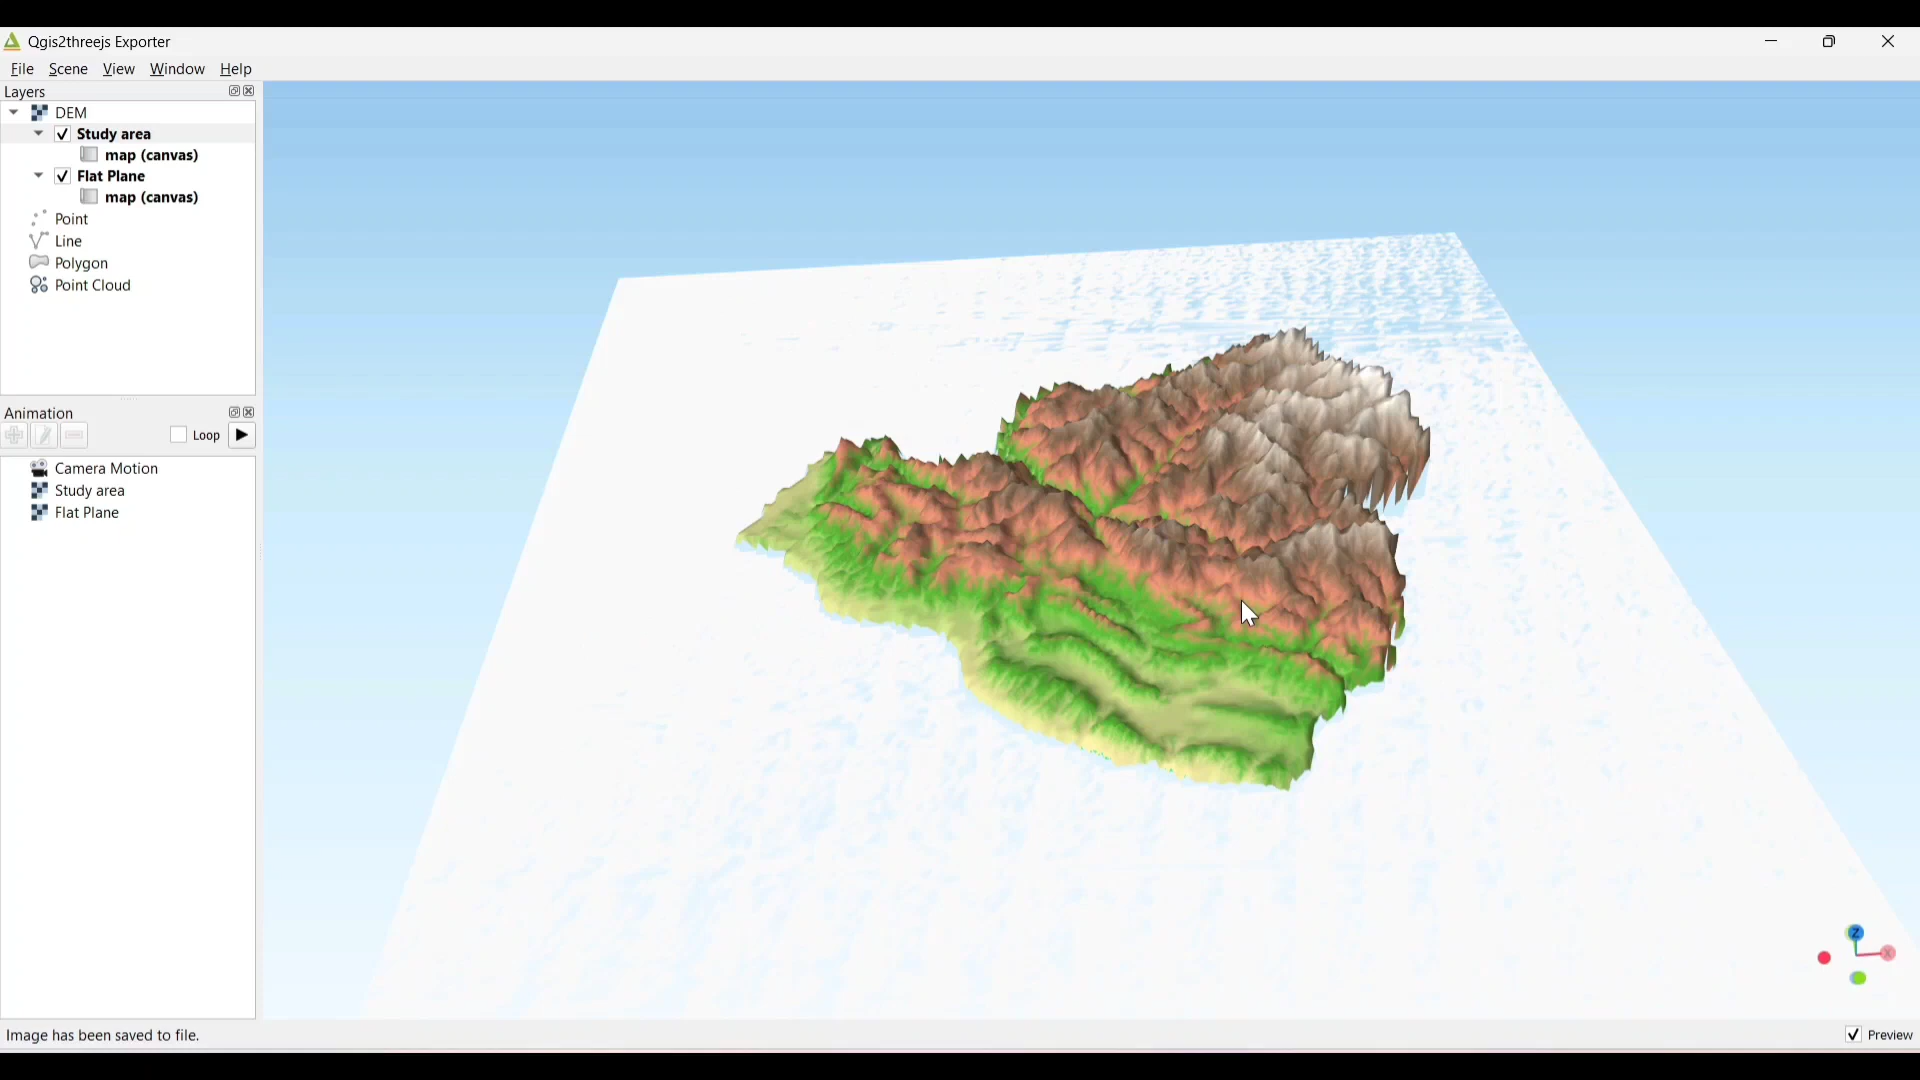 Qgis2threejs Exporter
File Scene View Window Help
Layers
DEM
Study area
map (canvas)
Flat Plane
map (canvas)
Point
Line
Polygon
Point Cloud
Animation
Loop
Camera Motion
Study area
Flat Plane
Z
X
Image has been saved to file.
Preview